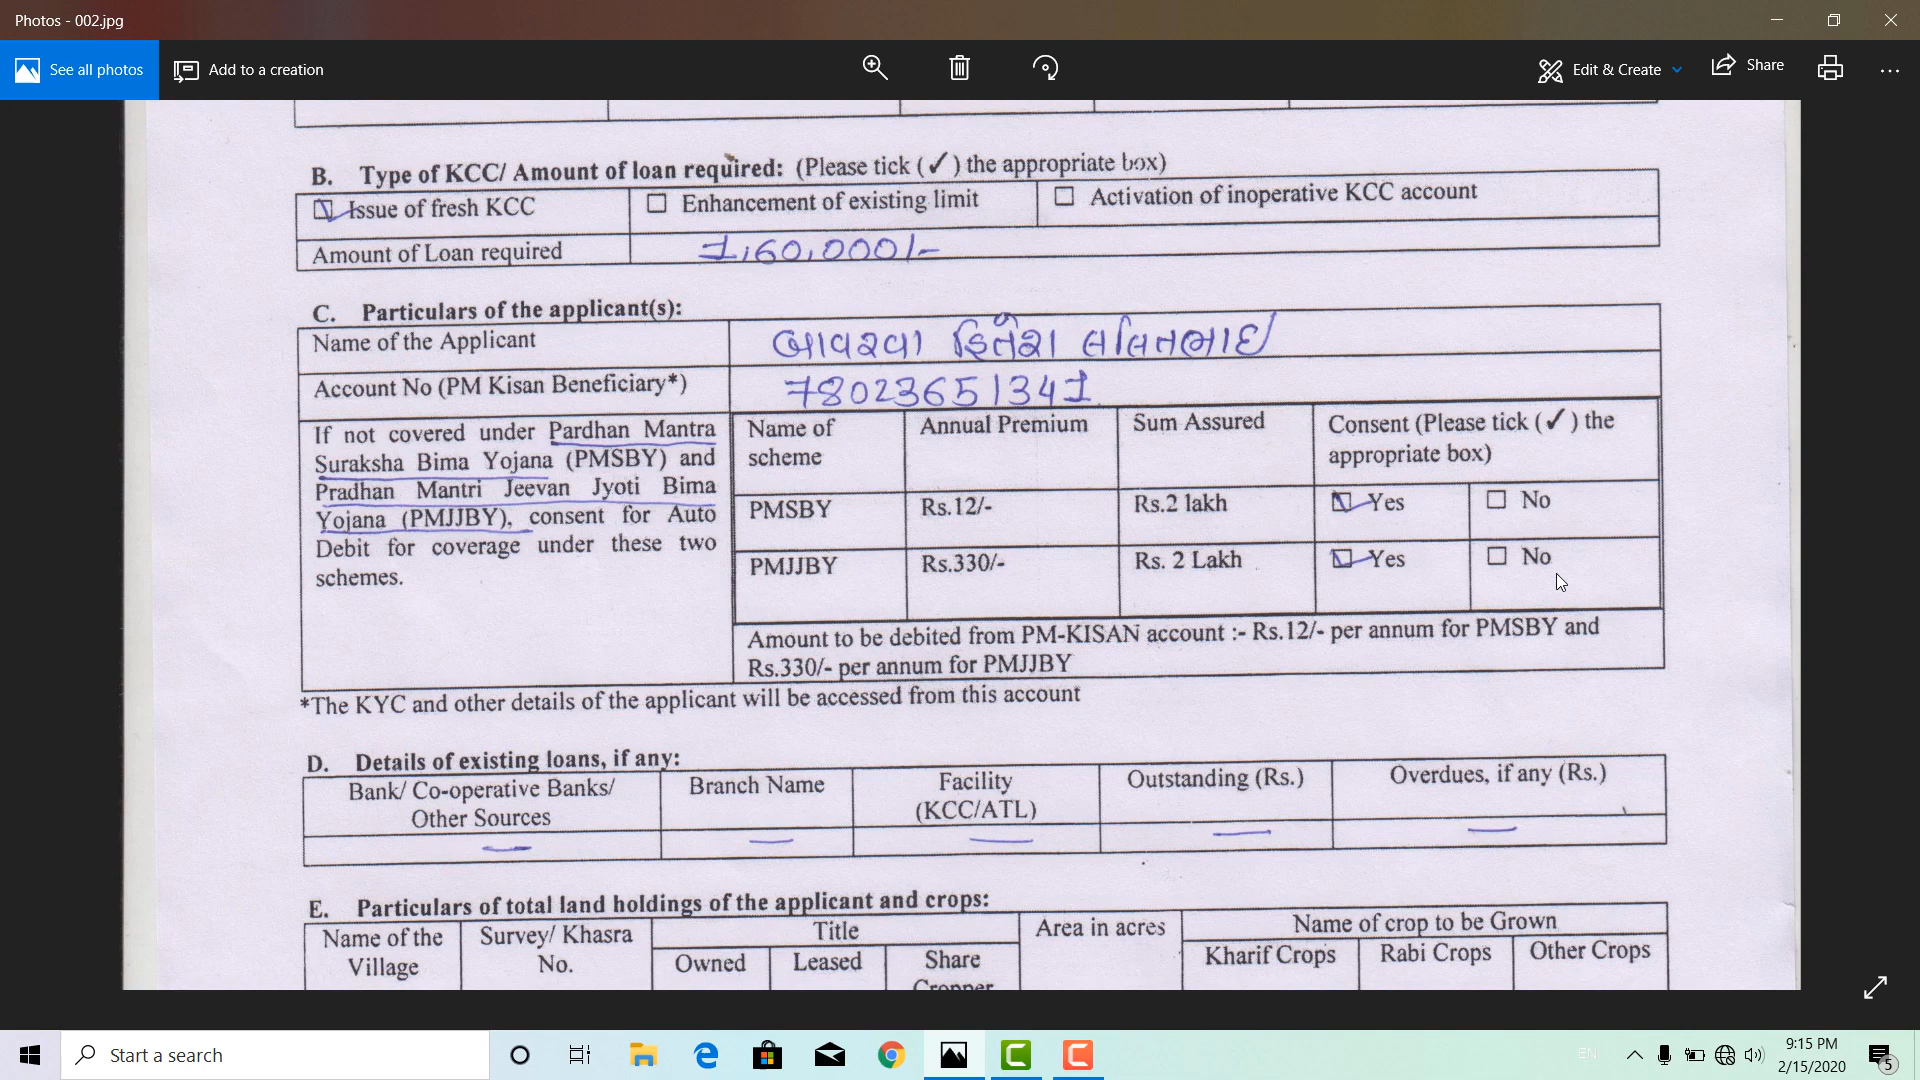 Photos - 002.jpg
See all photos
Add to a creation
Edit & Create
Share
B. Type of KCC/ Amount of loan required: (Please tick (✓) the appropriate box)
☑ Issue of fresh KCC ☐ Enhancement of existing limit ☐ Activation of inoperative KCC account
Amount of Loan required 1,60,000/-
C. Particulars of the applicant(s):
Name of the Applicant બાવરવા હિતેશ લલિતભાઈ
Account No (PM Kisan Beneficiary*) 78023651341
If not covered under Pardhan Mantra
Suraksha Bima Yojana (PMSBY) and
Pradhan Mantri Jeevan Jyoti Bima
Yojana (PMJJBY), consent for Auto
Debit for coverage under these two
schemes.
Name of scheme Annual Premium Sum Assured Consent (Please tick (✓) the appropriate box)
PMSBY Rs.12/- Rs.2 lakh ☑ Yes ☐ No
PMJJBY Rs.330/- Rs. 2 Lakh ☑ Yes ☐ No
Amount to be debited from PM-KISAN account :- Rs.12/- per annum for PMSBY and
Rs.330/- per annum for PMJJBY
*The KYC and other details of the applicant will be accessed from this account
D. Details of existing loans, if any:
Bank/ Co-operative Banks/ Other Sources Branch Name Facility (KCC/ATL) Outstanding (Rs.) Overdues, if any (Rs.)
— — — — —
E. Particulars of total land holdings of the applicant and crops:
Name of the Village Survey/ Khasra No. Title Area in acres Name of crop to be Grown
Owned Leased Share Cropper Kharif Crops Rabi Crops Other Crops
Start a search
EN
9:15 PM
2/15/2020
5